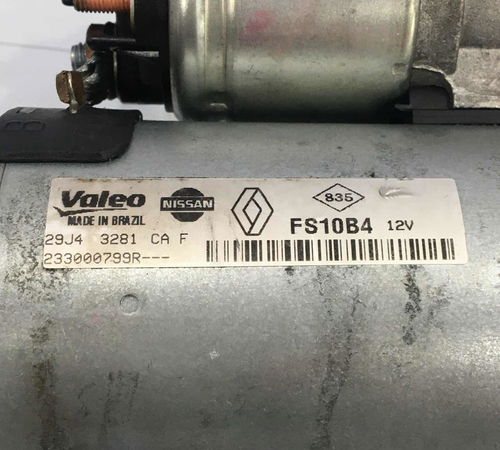 Valeo
MADE IN BRAZIL
NISSAN
835
FS10B4 12V
29J4 3281 CA F
233000799R---